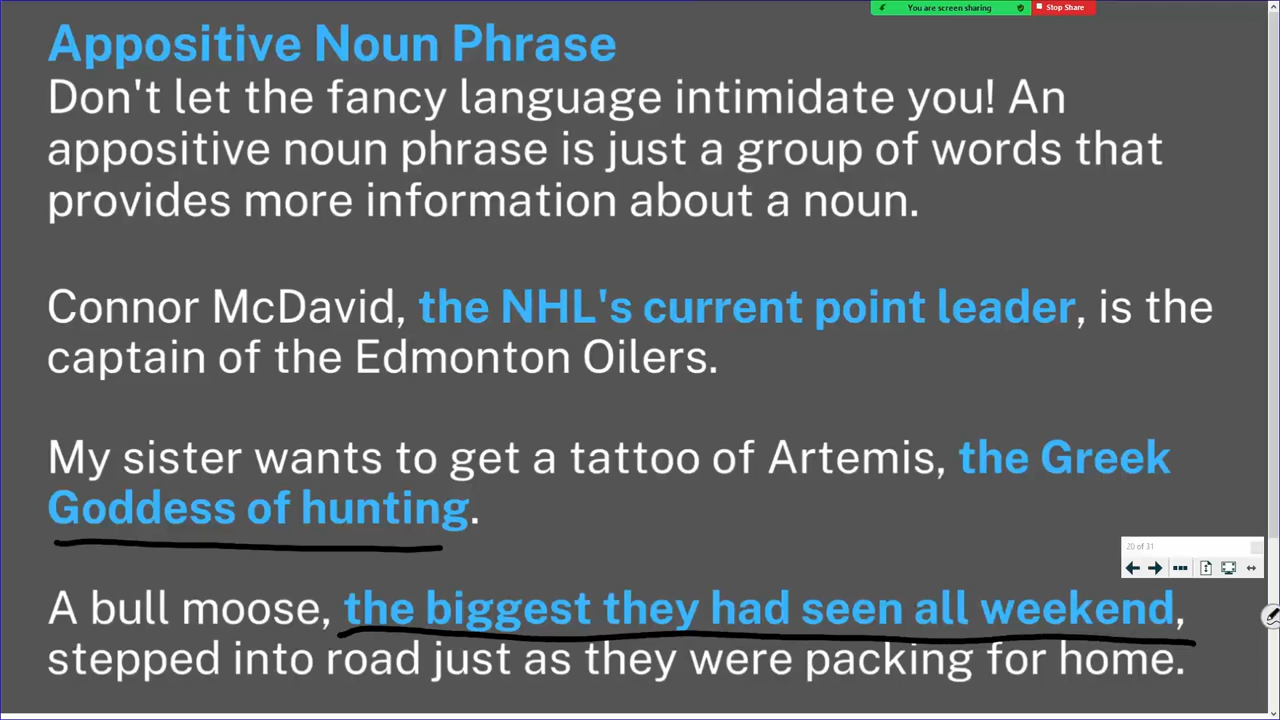 You are screen sharing
Stop Share
Appositive Noun Phrase
Don't let the fancy language intimidate you! An
appositive noun phrase is just a group of words that
provides more information about a noun.
Connor McDavid, the NHL's current point leader, is the
captain of the Edmonton Oilers.
My sister wants to get a tattoo of Artemis, the Greek
Goddess of hunting.
20 of 31
A bull moose, the biggest they had seen all weekend,
stepped into road just as they were packing for home.